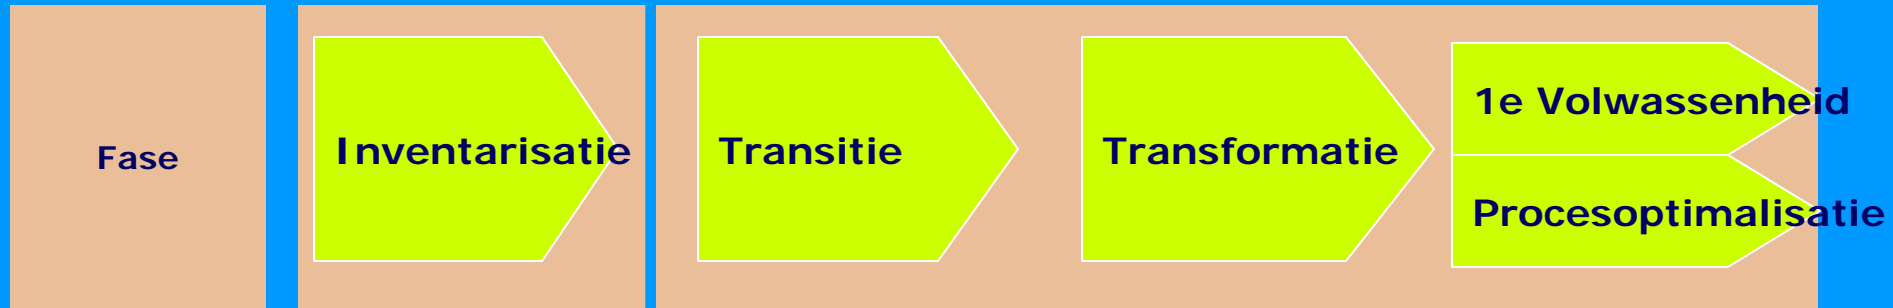 Fase
Inventarisatie
Transitie
Transformatie
1e Volwassenheid
Procesoptimalisatie